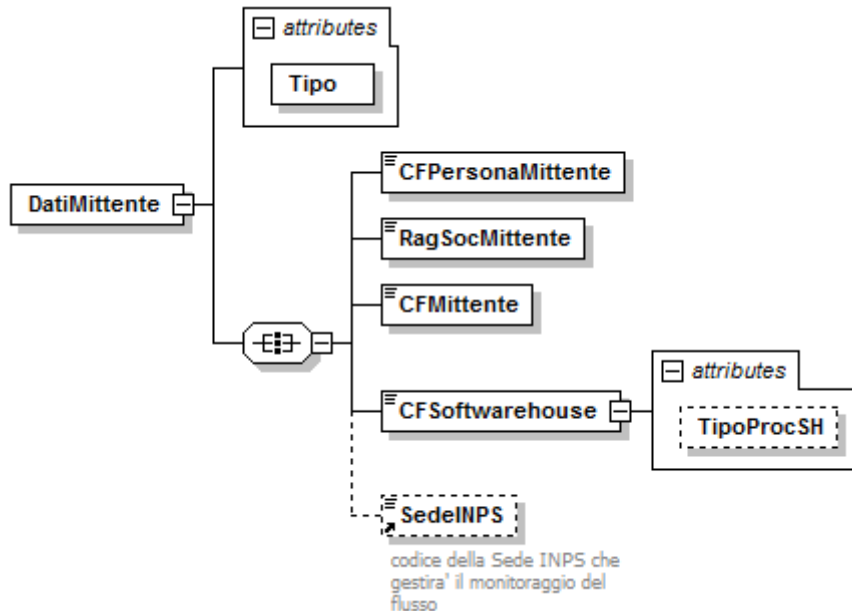 attributes
Tipo
DatiMittente
CFPersonaMittente
RagSocMittente
CFMittente
CFSoftwarehouse
attributes
TipoProcSH
SedeINPS
codice della Sede INPS che
gestira' il monitoraggio del
flusso